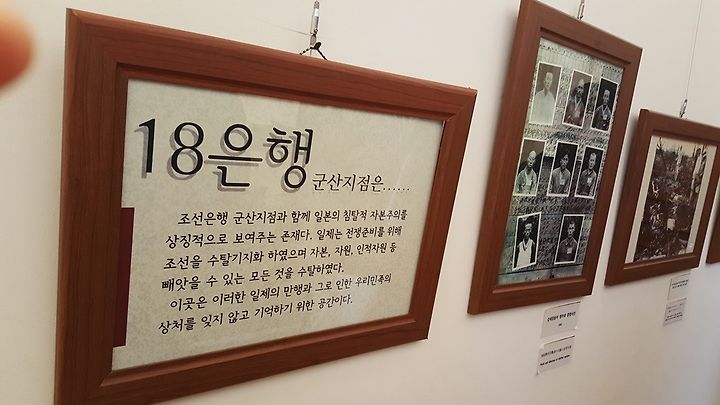 18은행 군산지점은......
조선은행 군산지점과 함께 일본의 침탈적 자본주의를
상징적으로 보여주는 존재다. 일제는 전쟁준비를 위해
조선을 수탈기지화 하였으며 자본, 자원, 인적자원 등
빼앗을 수 있는 모든 것을 수탈하였다.
이곳은 이러한 일제의 만행과 그로 인한 우리민족의
상처를 잊지 않고 기억하기 위한 공간이다.